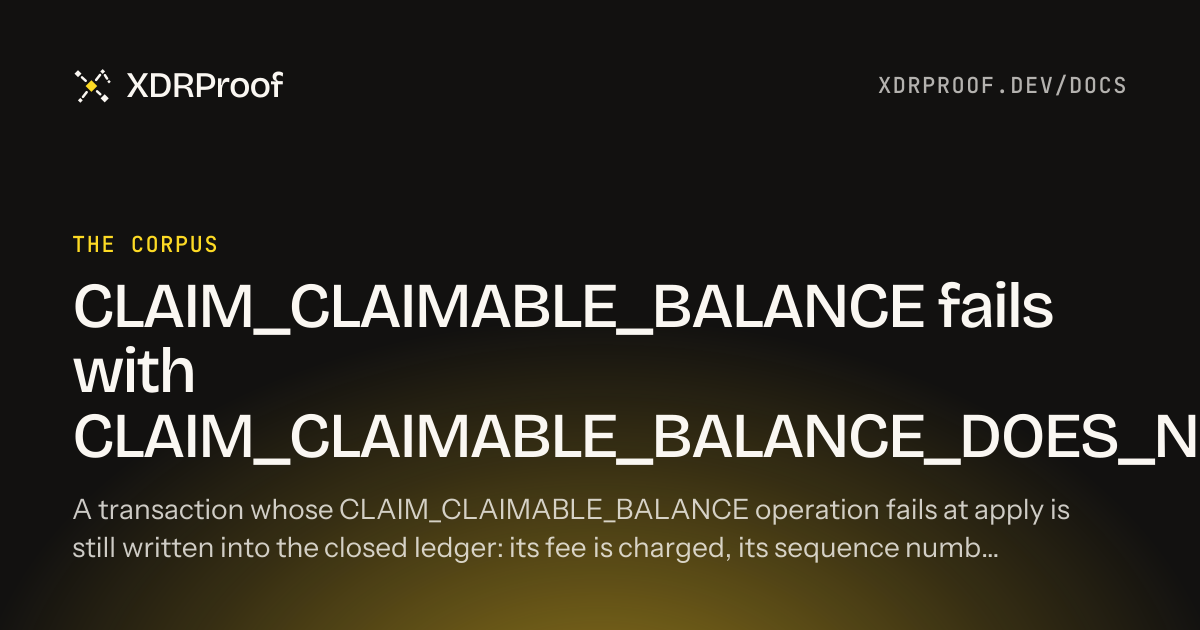 XDRProof
XDRPROOF.DEV/DOCS
THE CORPUS
CLAIM_CLAIMABLE_BALANCE fails
with
CLAIM_CLAIMABLE_BALANCE_DOES_N
A transaction whose CLAIM_CLAIMABLE_BALANCE operation fails at apply is
still written into the closed ledger: its fee is charged, its sequence numb...